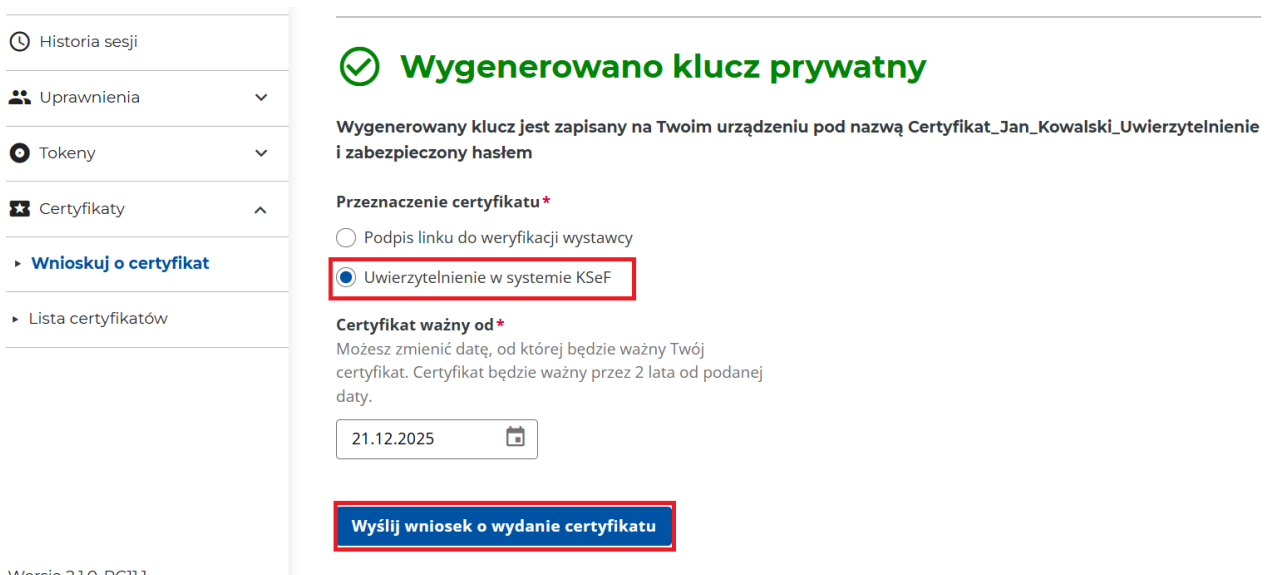 Historia sesji
Uprawnienia
Tokeny
Certyfikaty
Wnioskuj o certyfikat
Lista certyfikatów
Wygenerowano klucz prywatny
Wygenerowany klucz jest zapisany na Twoim urządzeniu pod nazwą Certyfikat_Jan_Kowalski_Uwierzytelnienie
i zabezpieczony hasłem
Przeznaczenie certyfikatu*
Podpis linku do weryfikacji wystawcy
Uwierzytelnienie w systemie KSeF
Certyfikat ważny od*
Możesz zmienić datę, od której będzie ważny Twój
certyfikat. Certyfikat będzie ważny przez 2 lata od podanej
daty.
21.12.2025
Wyślij wniosek o wydanie certyfikatu